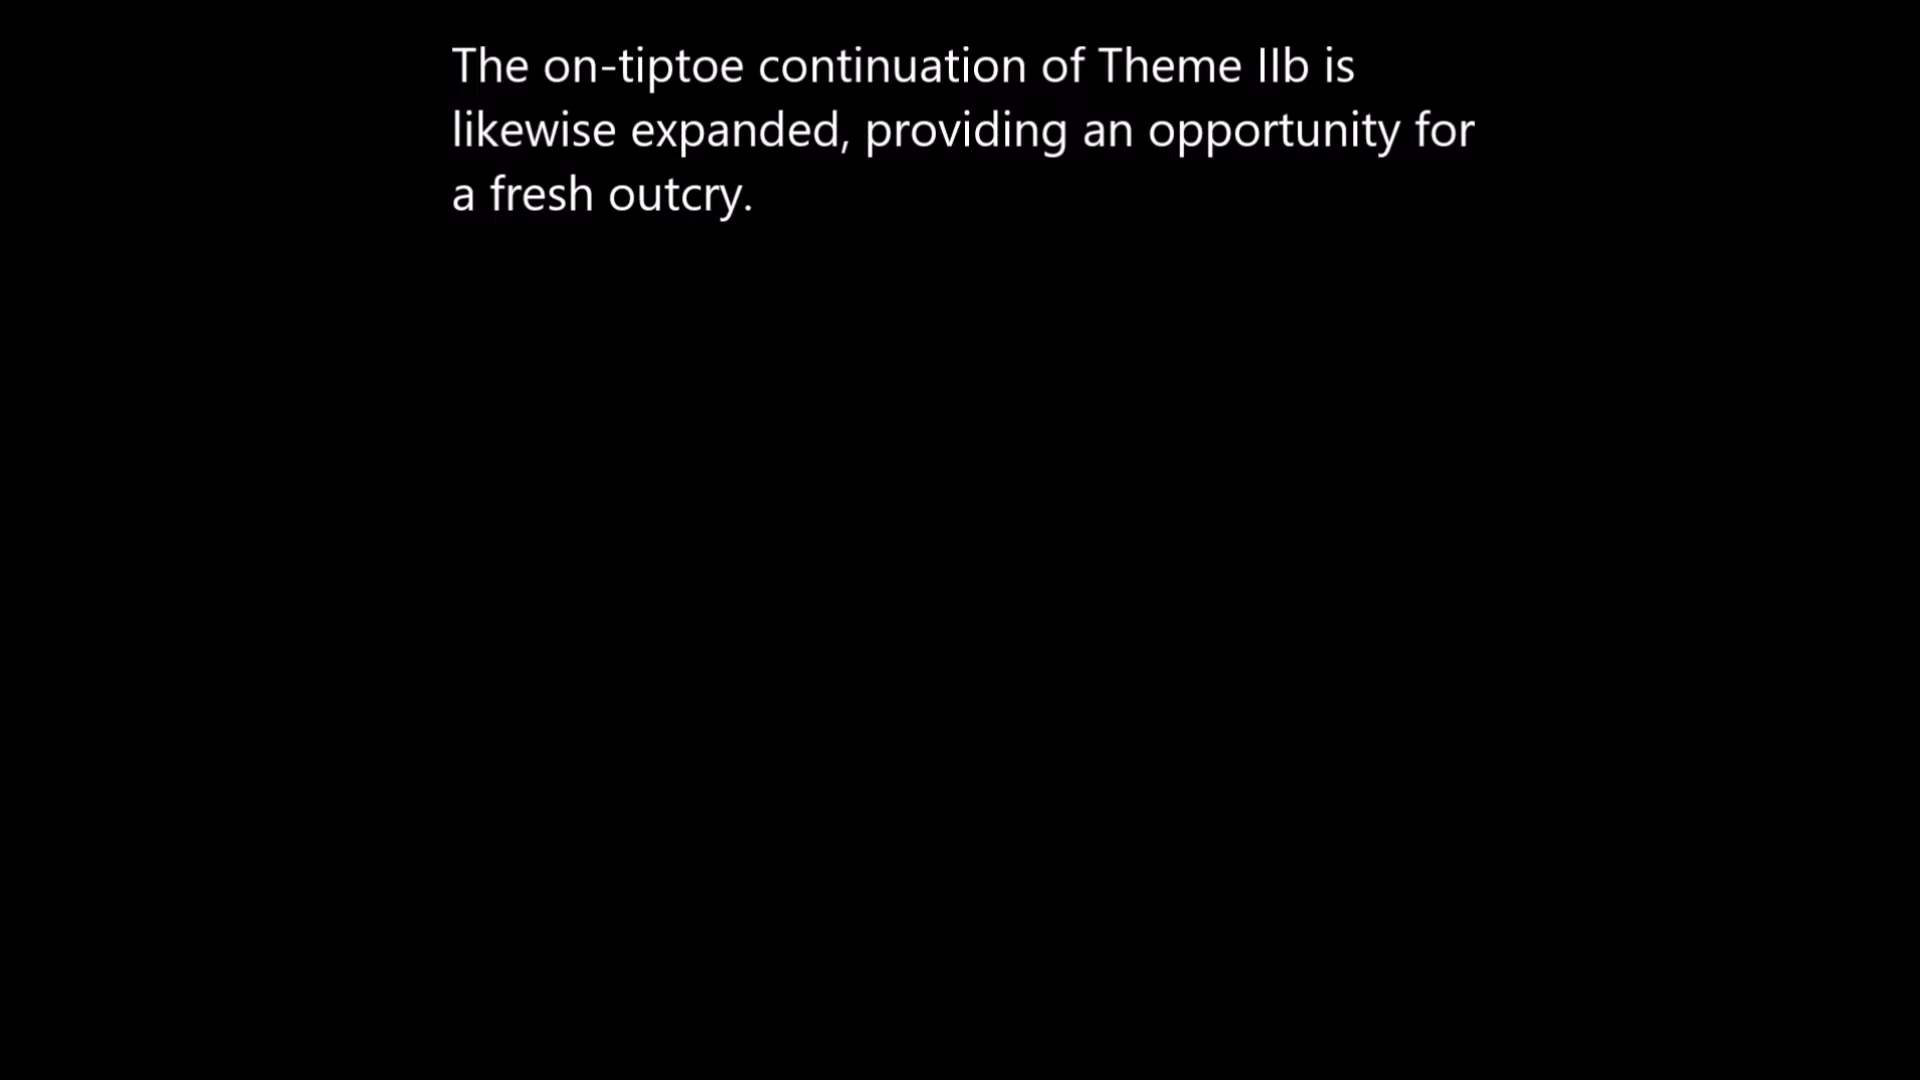 The on-tiptoe continuation of Theme IIb is
likewise expanded, providing an opportunity for
a fresh outcry.